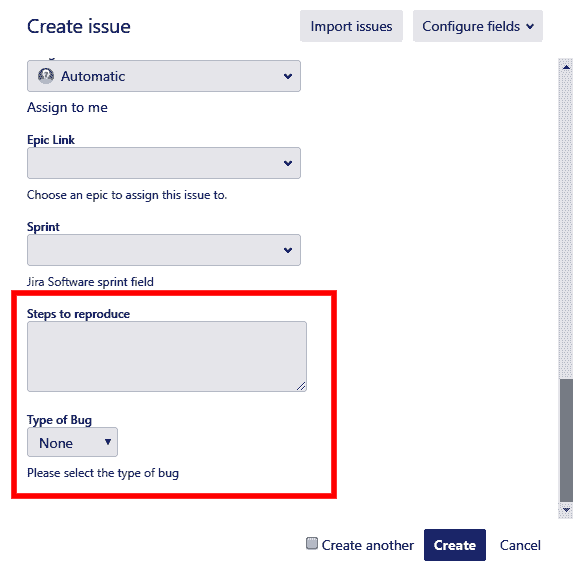 Create issue
Import issues
Configure fields
Automatic
Assign to me
Epic Link
Choose an epic to assign this issue to.
Sprint
Jira Software sprint field
Steps to reproduce
Type of Bug
None
Please select the type of bug
Create another
Create
Cancel